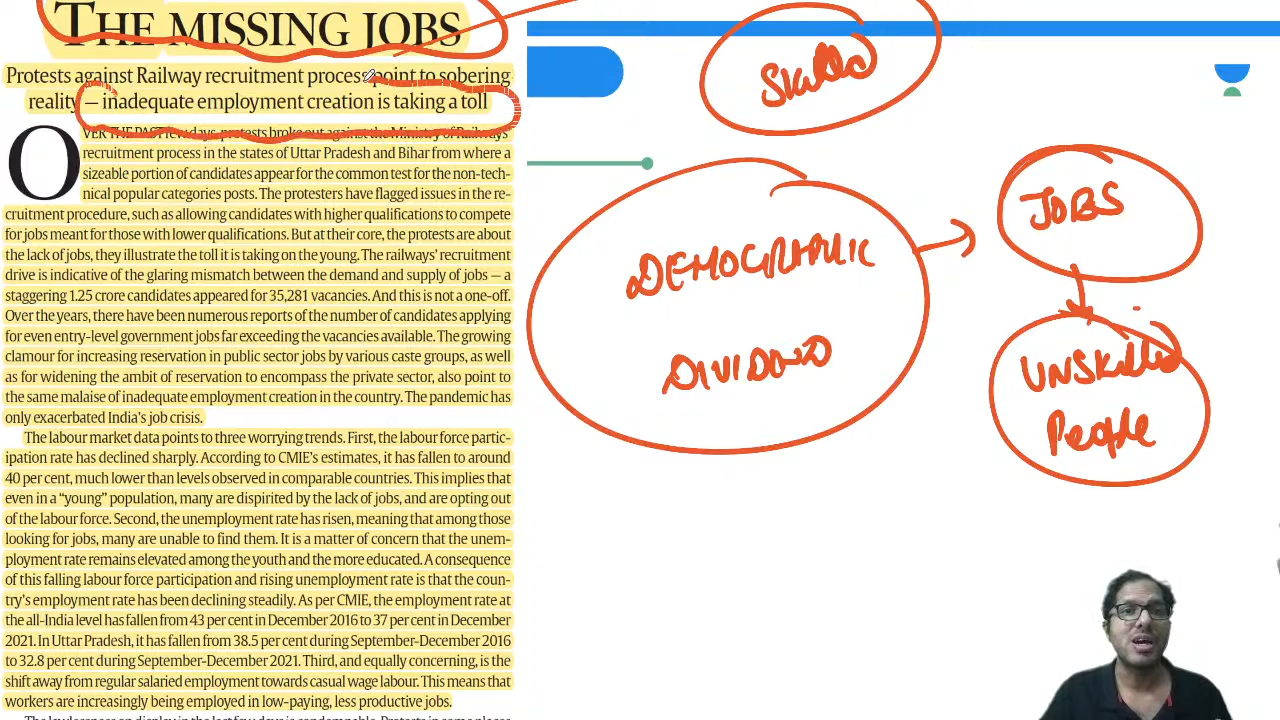 THE MISSING JOBS
Protests against Railway recruitment process point to sobering
reality — inadequate employment creation is taking a toll
OVER THE PAST few days, protests broke out against the Ministry of Railways'
recruitment process in the states of Uttar Pradesh and Bihar from where a
sizeable portion of candidates appear for the common test for the non-tech-
nical popular categories posts. The protesters have flagged issues in the re-
cruitment procedure, such as allowing candidates with higher qualifications to compete
for jobs meant for those with lower qualifications. But at their core, the protests are about
the lack of jobs, they illustrate the toll it is taking on the young. The railways' recruitment
drive is indicative of the glaring mismatch between the demand and supply of jobs — a
staggering 1.25 crore candidates appeared for 35,281 vacancies. And this is not a one-off.
Over the years, there have been numerous reports of the number of candidates applying
for even entry-level government jobs far exceeding the vacancies available. The growing
clamour for increasing reservation in public sector jobs by various caste groups, as well
as for widening the ambit of reservation to encompass the private sector, also point to
the same malaise of inadequate employment creation in the country. The pandemic has
only exacerbated India's job crisis.
The labour market data points to three worrying trends. First, the labour force partic-
ipation rate has declined sharply. According to CMIE's estimates, it has fallen to around
40 per cent, much lower than levels observed in comparable countries. This implies that
even in a "young" population, many are dispirited by the lack of jobs, and are opting out
of the labour force. Second, the unemployment rate has risen, meaning that among those
looking for jobs, many are unable to find them. It is a matter of concern that the unem-
ployment rate remains elevated among the youth and the more educated. A consequence
of this falling labour force participation and rising unemployment rate is that the coun-
try's employment rate has been declining steadily. As per CMIE, the employment rate at
the all-India level has fallen from 43 per cent in December 2016 to 37 per cent in December
2021. In Uttar Pradesh, it has fallen from 38.5 per cent during September-December 2016
to 32.8 per cent during September-December 2021. Third, and equally concerning, is the
shift away from regular salaried employment towards casual wage labour. This means that
workers are increasingly being employed in low-paying, less productive jobs.
Skilled
DEMOGRAPHIC
DIVIDEND
JOBS
UNSkilled
People